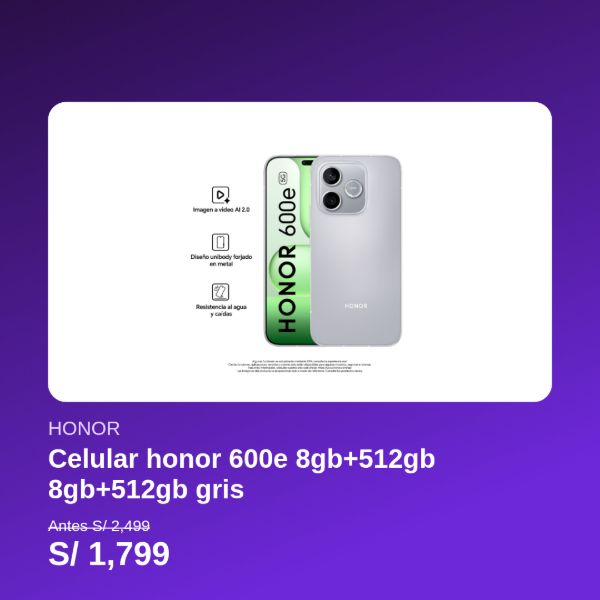 Imagen a video AI 2.0
Diseño unibody forjado
en metal
Resistencia al agua
y caídas
HONOR 600e 5G
HONOR
HONOR
Celular honor 600e 8gb+512gb
8gb+512gb gris
Antes S/ 2,499
S/ 1,799